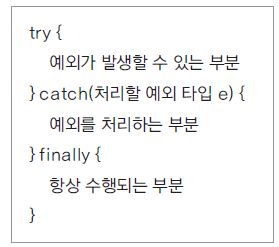 try {
예외가 발생할 수 있는 부분
} catch(처리할 예외 타입 e) {
예외를 처리하는 부분
} finally {
항상 수행되는 부분
}